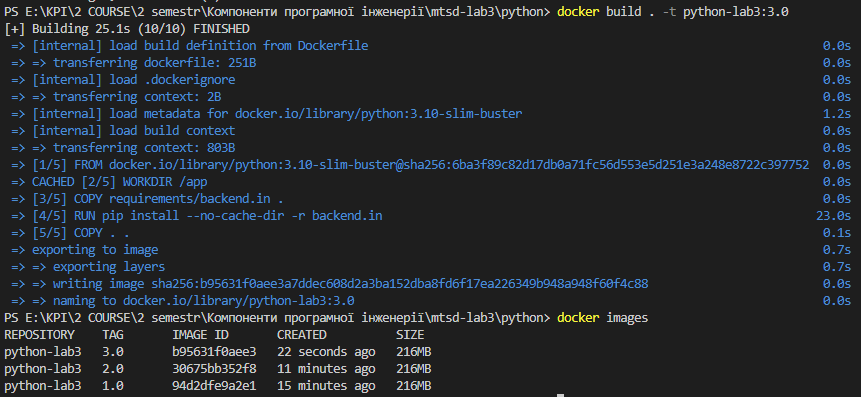 PS E:\KPI\2 COURSE\2 semestr\Компоненти програмної інженерії\mtsd-lab3\python> docker build . -t python-lab3:3.0
[+] Building 25.1s (10/10) FINISHED
=> [internal] load build definition from Dockerfile 0.0s
=> => transferring dockerfile: 251B 0.0s
=> [internal] load .dockerignore 0.0s
=> => transferring context: 2B 0.0s
=> [internal] load metadata for docker.io/library/python:3.10-slim-buster 1.2s
=> [internal] load build context 0.0s
=> => transferring context: 803B 0.0s
=> [1/5] FROM docker.io/library/python:3.10-slim-buster@sha256:6ba3f89c82d17db0a71fc56d553e5d251e3a248e8722c397752 0.0s
=> CACHED [2/5] WORKDIR /app 0.0s
=> [3/5] COPY requirements/backend.in . 0.0s
=> [4/5] RUN pip install --no-cache-dir -r backend.in 23.0s
=> [5/5] COPY . . 0.1s
=> exporting to image 0.7s
=> => exporting layers 0.7s
=> => writing image sha256:b95631f0aee3a7ddec608d2a3ba152dba8fd6f17ea226349b948a948f60f4c88 0.0s
=> => naming to docker.io/library/python-lab3:3.0 0.0s
PS E:\KPI\2 COURSE\2 semestr\Компоненти програмної інженерії\mtsd-lab3\python> docker images
REPOSITORY TAG IMAGE ID CREATED SIZE
python-lab3 3.0 b95631f0aee3 22 seconds ago 216MB
python-lab3 2.0 30675bb352f8 11 minutes ago 216MB
python-lab3 1.0 94d2dfe9a2e1 15 minutes ago 216MB